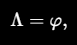 Λ = φ,